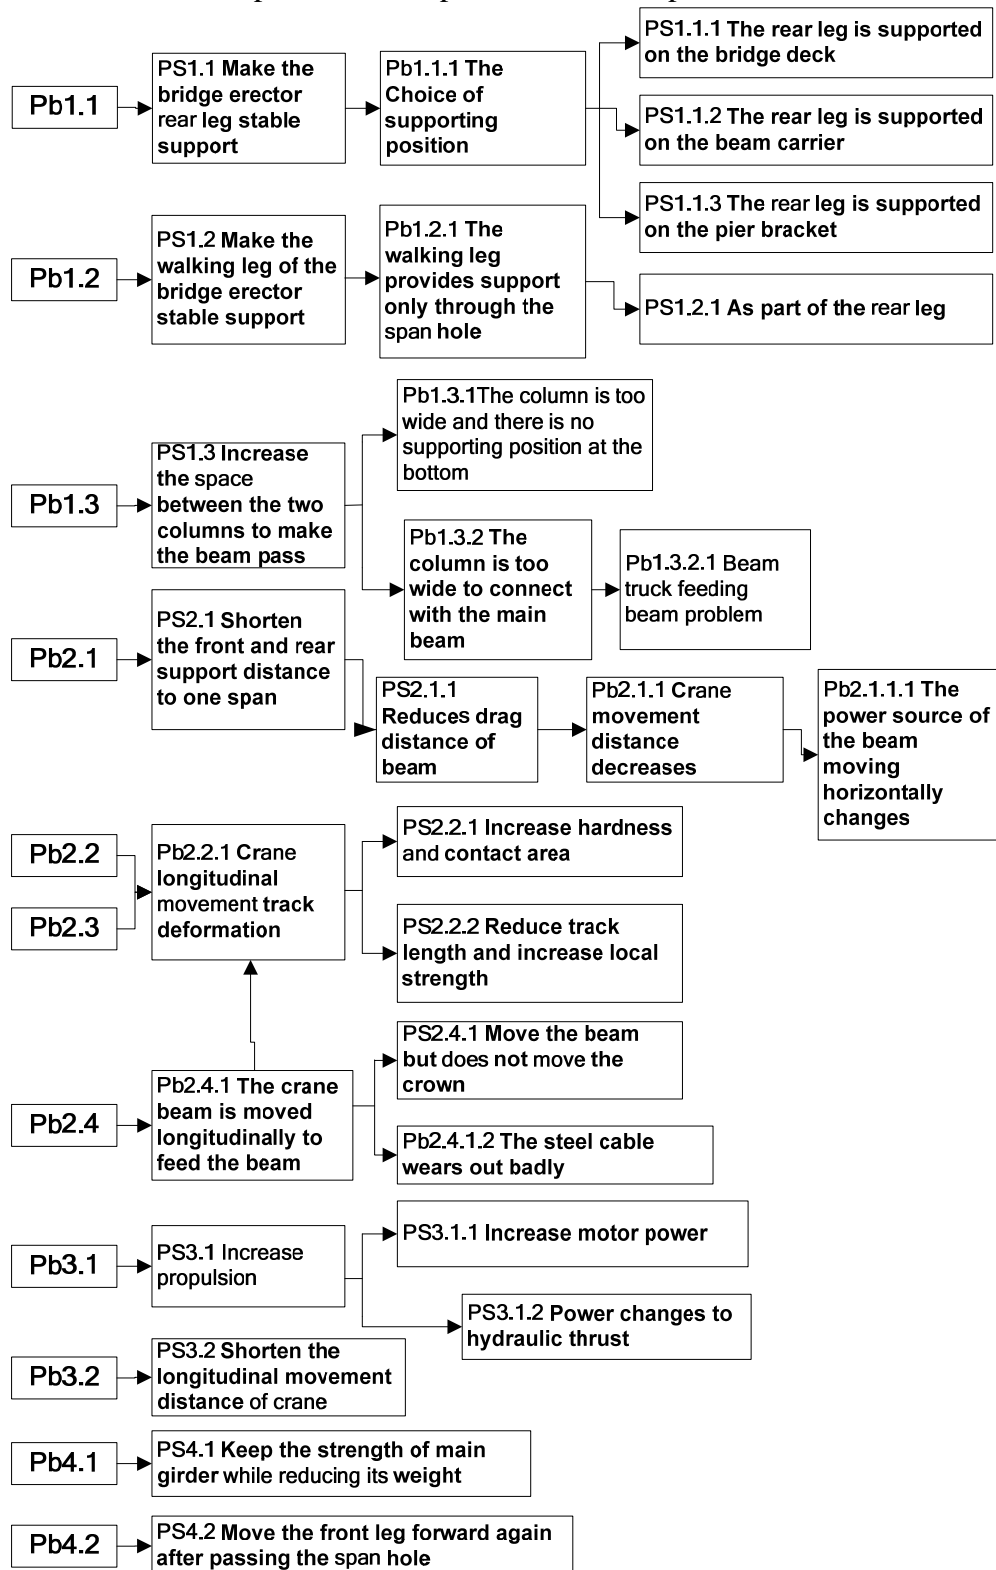 Pb1.1
PS1.1 Make the
bridge erector
rear leg stable
support
Pb1.1.1 The
Choice of
supporting
position
PS1.1.1 The rear leg is supported
on the bridge deck
PS1.1.2 The rear leg is supported
on the beam carrier
PS1.1.3 The rear leg is supported
on the pier bracket
Pb1.2
PS1.2 Make the
walking leg of the
bridge erector
stable support
Pb1.2.1 The
walking leg
provides support
only through the
span hole
PS1.2.1 As part of the rear leg
Pb1.3
PS1.3 Increase
the space
between the two
columns to make
the beam pass
Pb1.3.1The column is too
wide and there is no
supporting position at the
bottom
Pb1.3.2 The
column is too
wide to connect
with the main
beam
Pb1.3.2.1 Beam
truck feeding
beam problem
Pb2.1
PS2.1 Shorten
the front and rear
support distance
to one span
PS2.1.1
Reduces drag
distance of
beam
Pb2.1.1 Crane
movement
distance
decreases
Pb2.1.1.1 The
power source of
the beam
moving
horizontally
changes
Pb2.2
Pb2.3
Pb2.2.1 Crane
longitudinal
movement track
deformation
PS2.2.1 Increase hardness
and contact area
PS2.2.2 Reduce track
length and increase local
strength
Pb2.4
Pb2.4.1 The crane
beam is moved
longitudinally to
feed the beam
PS2.4.1 Move the beam
but does not move the
crown
Pb2.4.1.2 The steel cable
wears out badly
Pb3.1
PS3.1 Increase
propulsion
PS3.1.1 Increase motor power
PS3.1.2 Power changes to
hydraulic thrust
Pb3.2
PS3.2 Shorten the
longitudinal movement
distance of crane
Pb4.1
PS4.1 Keep the strength of main
girder while reducing its weight
Pb4.2
PS4.2 Move the front leg forward again
after passing the span hole